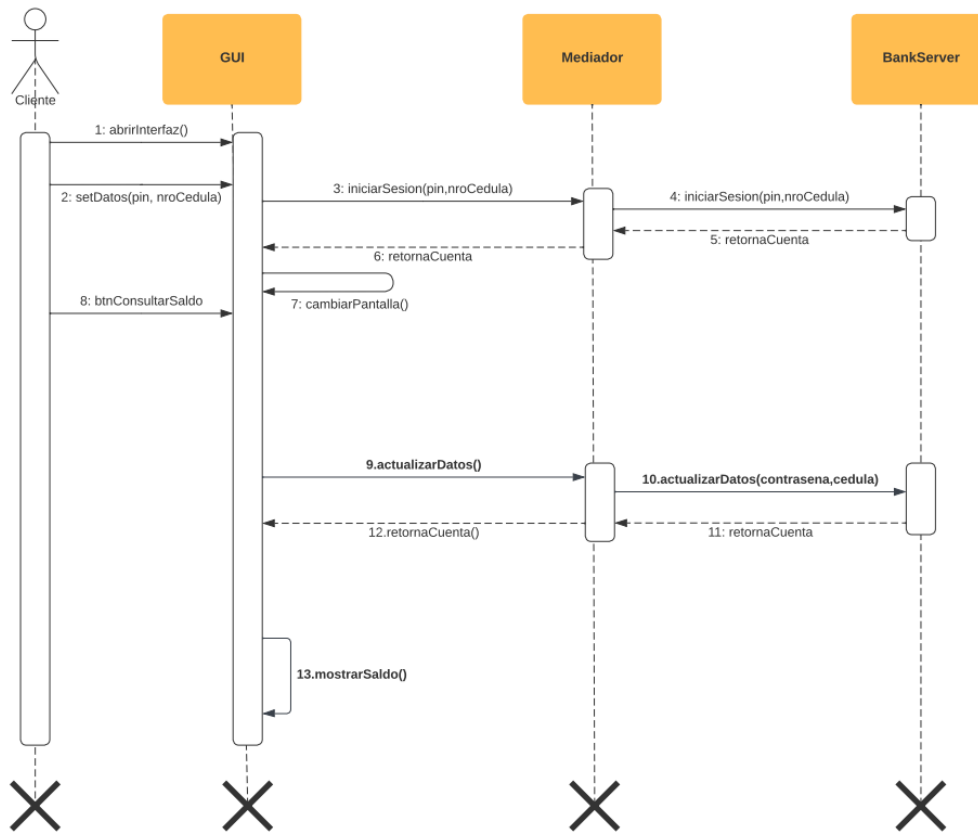 GUI
Mediador
BankServer
Cliente
1: abrirInterfaz()
2: setDatos(pin, nroCedula)
3: iniciarSesion(pin,nroCedula)
4: iniciarSesion(pin,nroCedula)
5: retornaCuenta
6: retornaCuenta
7: cambiarPantalla()
8: btnConsultarSaldo
9.actualizarDatos()
10.actualizarDatos(contrasena,cedula)
11: retornaCuenta
12.retornaCuenta()
13.mostrarSaldo()